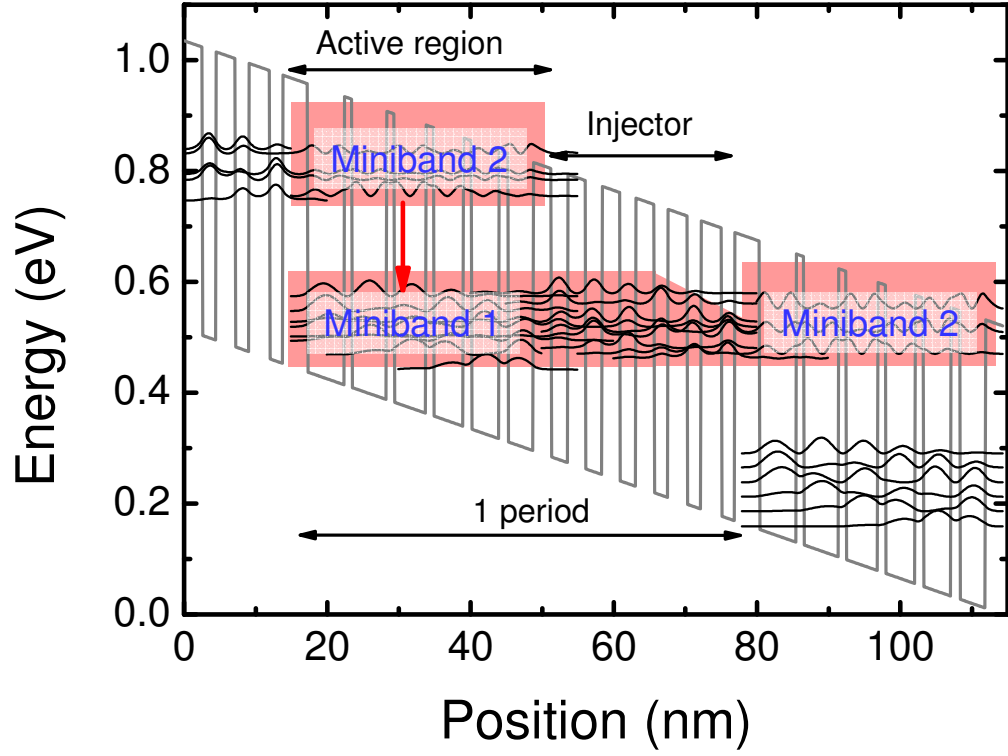 Active region
Injector
Miniband 2
Miniband 1
Miniband 2
1 period
Energy (eV)
1.0
0.8
0.6
0.4
0.2
0.0
0
20
40
60
80
100
Position (nm)